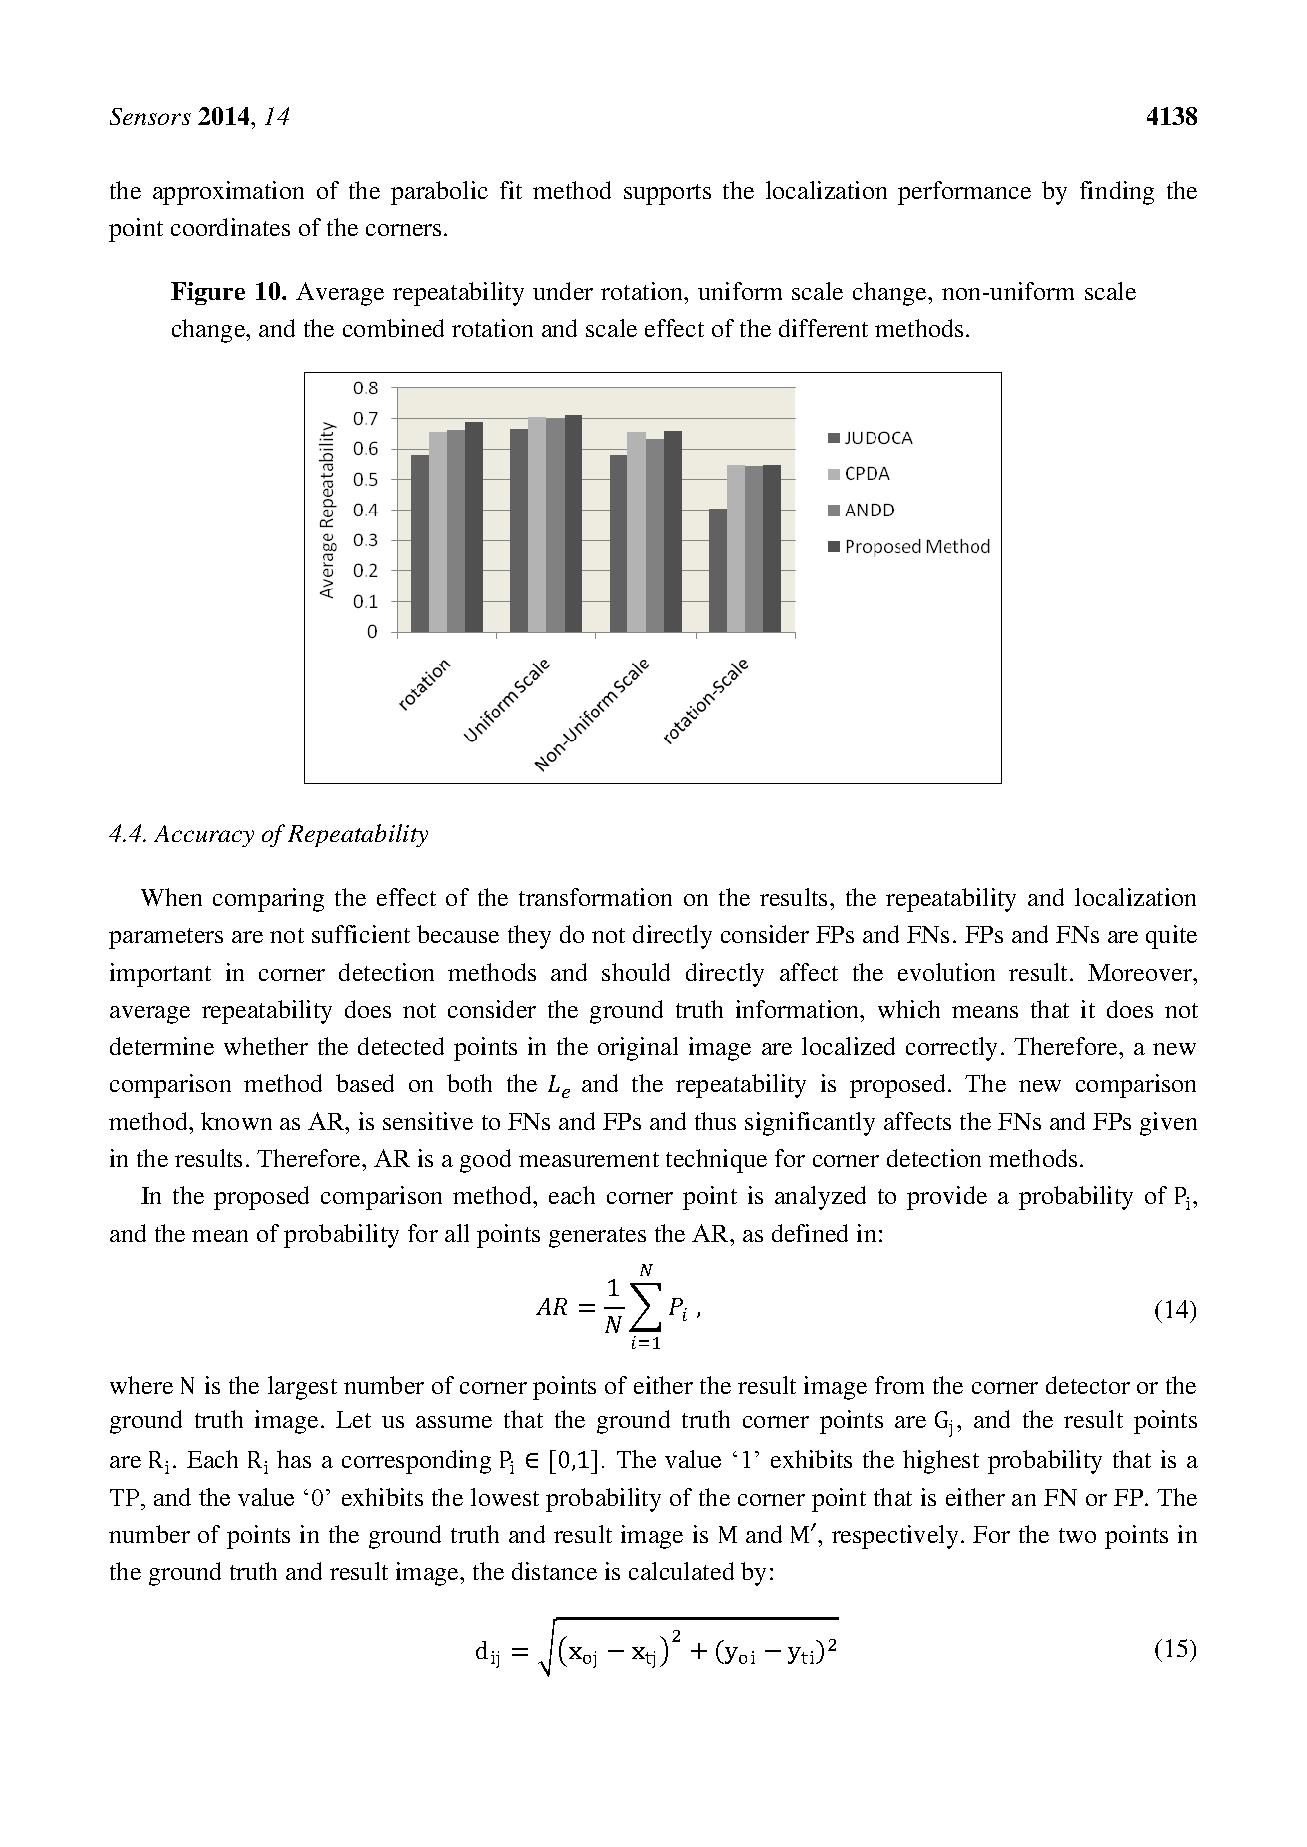 Sensors 2014, 14 4138
the approximation of the parabolic fit method supports the localization performance by finding the
point coordinates of the corners.
Figure 10. Average repeatability under rotation, uniform scale change, non-uniform scale
change, and the combined rotation and scale effect of the different methods.
0.8
0.7
0.6
0.5
0.4
0.3
0.2
0.1
0
Average Repeatability
rotation
Uniform Scale
Non-Uniform Scale
rotation-Scale
JUDOCA
CPDA
ANDD
Proposed Method
4.4. Accuracy of Repeatability
When comparing the effect of the transformation on the results, the repeatability and localization
parameters are not sufficient because they do not directly consider FPs and FNs. FPs and FNs are quite
important in corner detection methods and should directly affect the evolution result. Moreover,
average repeatability does not consider the ground truth information, which means that it does not
determine whether the detected points in the original image are localized correctly. Therefore, a new
comparison method based on both the Lₑ and the repeatability is proposed. The new comparison
method, known as AR, is sensitive to FNs and FPs and thus significantly affects the FNs and FPs given
in the results. Therefore, AR is a good measurement technique for corner detection methods.
In the proposed comparison method, each corner point is analyzed to provide a probability of Pᵢ,
and the mean of probability for all points generates the AR, as defined in:
AR = 1/N ∑_{i=1}^{N} Pᵢ , (14)
where N is the largest number of corner points of either the result image from the corner detector or the
ground truth image. Let us assume that the ground truth corner points are Gⱼ, and the result points
are Rᵢ. Each Rᵢ has a corresponding Pᵢ ∈ [0,1]. The value ‘1’ exhibits the highest probability that is a
TP, and the value ‘0’ exhibits the lowest probability of the corner point that is either an FN or FP. The
number of points in the ground truth and result image is M and M′, respectively. For the two points in
the ground truth and result image, the distance is calculated by:
d_{ij} = √((x_{oj} − x_{tj})² + (y_{oi} − y_{ti})²) (15)